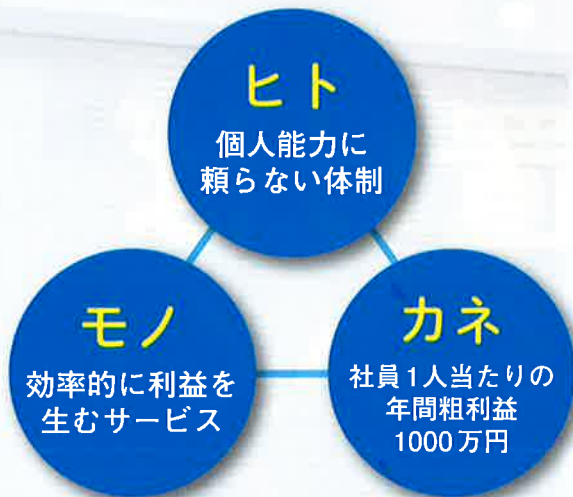 ヒト
個人能力に
頼らない体制
モノ
効率的に利益を
生むサービス
カネ
社員1人当たりの
年間粗利益
1000万円